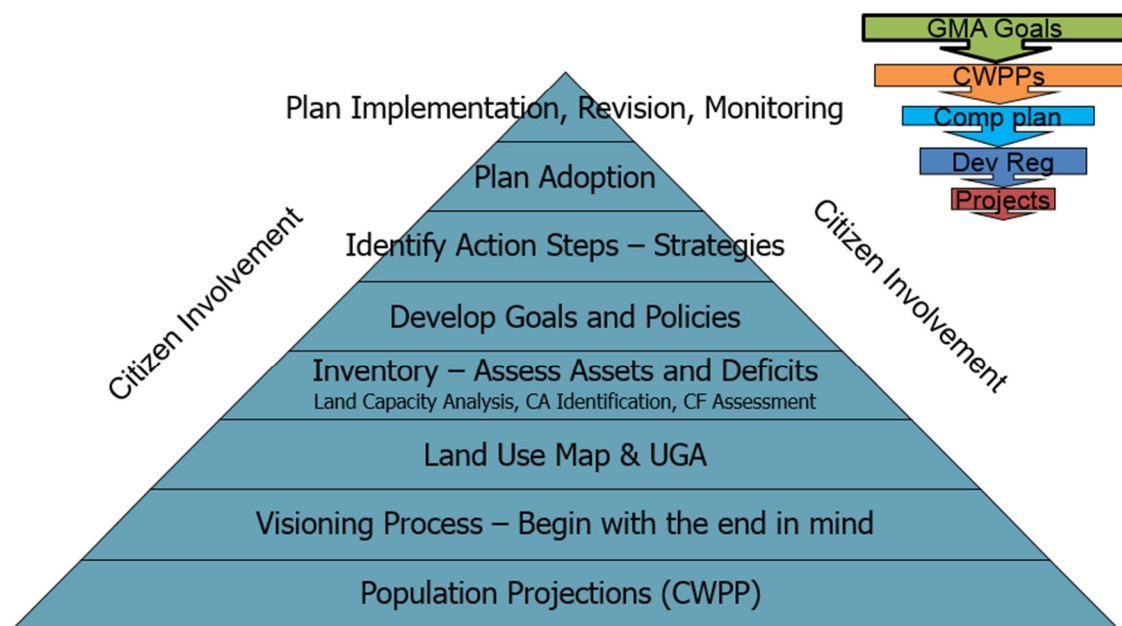 GMA Goals
CWPPs
Comp plan
Dev Reg
Projects
Plan Implementation, Revision, Monitoring
Plan Adoption
Identify Action Steps – Strategies
Develop Goals and Policies
Inventory – Assess Assets and Deficits
Land Capacity Analysis, CA Identification, CF Assessment
Land Use Map & UGA
Visioning Process – Begin with the end in mind
Population Projections (CWPP)
Citizen Involvement
Citizen Involvement